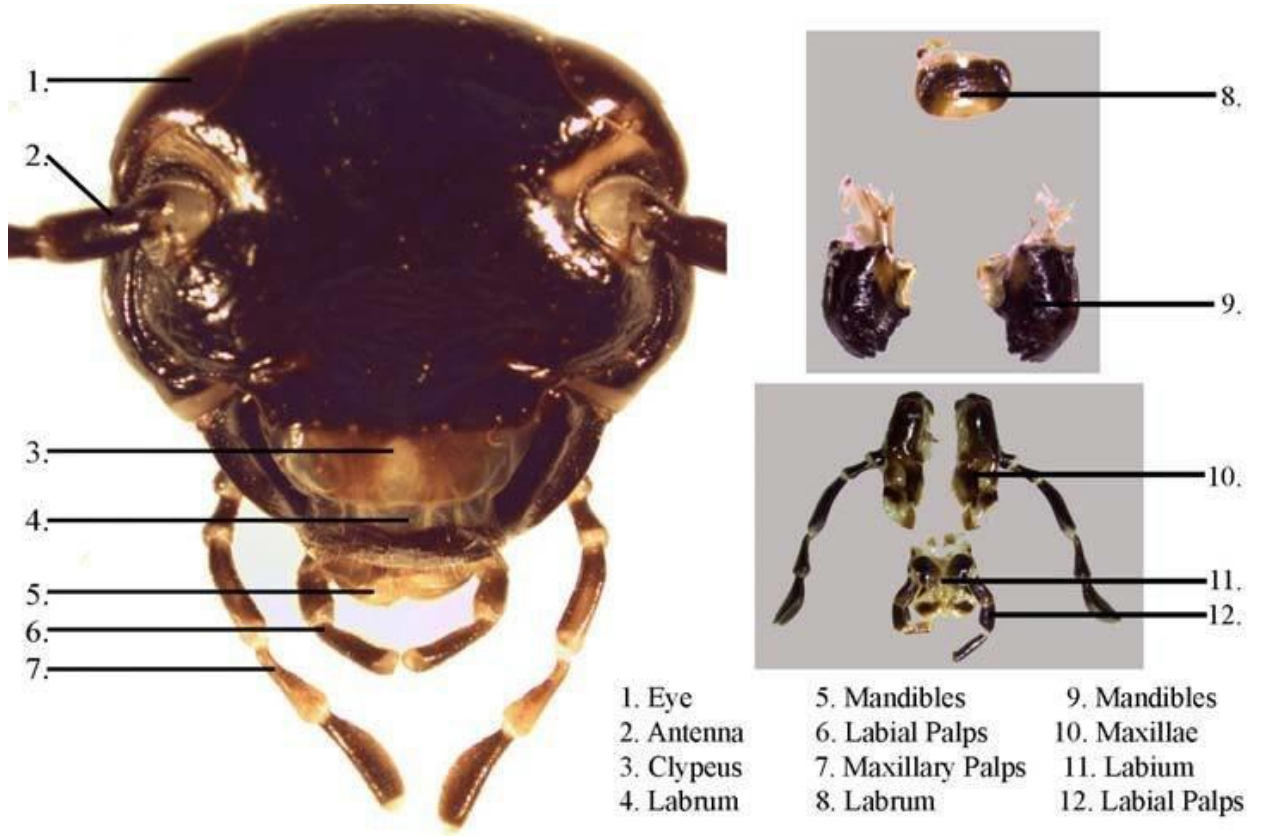 1.
2.
3.
4.
5.
6.
7.
8.
9.
10.
11.
12.
1. Eye
2. Antenna
3. Clypeus
4. Labrum
5. Mandibles
6. Labial Palps
7. Maxillary Palps
8. Labrum
9. Mandibles
10. Maxillae
11. Labium
12. Labial Palps